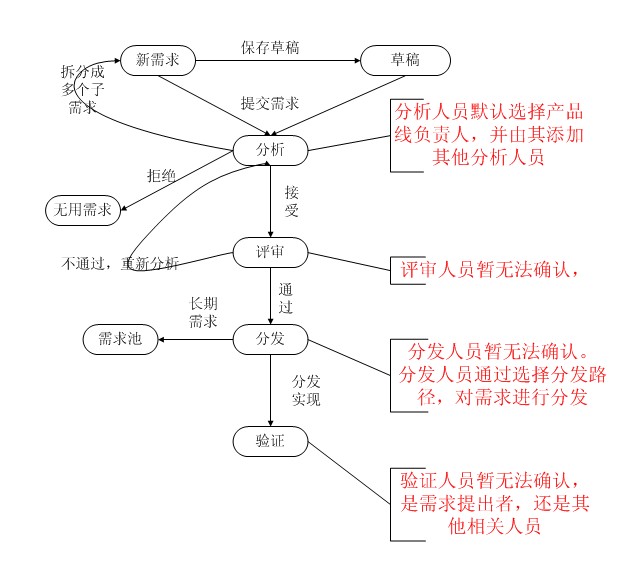 保存草稿
新需求
草稿
拆分成
多个子
需求
提交需求
分析人员默认选择产品
线负责人，并由其添加
其他分析人员
分析
拒绝
接
受
无用需求
评审
不通过，重新分析
评审人员暂无法确认，
通
过
长期
需求
需求池
分发
分发人员暂无法确认。
分发人员通过选择分发路
径，对需求进行分发
分发
实现
验证
验证人员暂无法确认，
是需求提出者，还是其
他相关人员